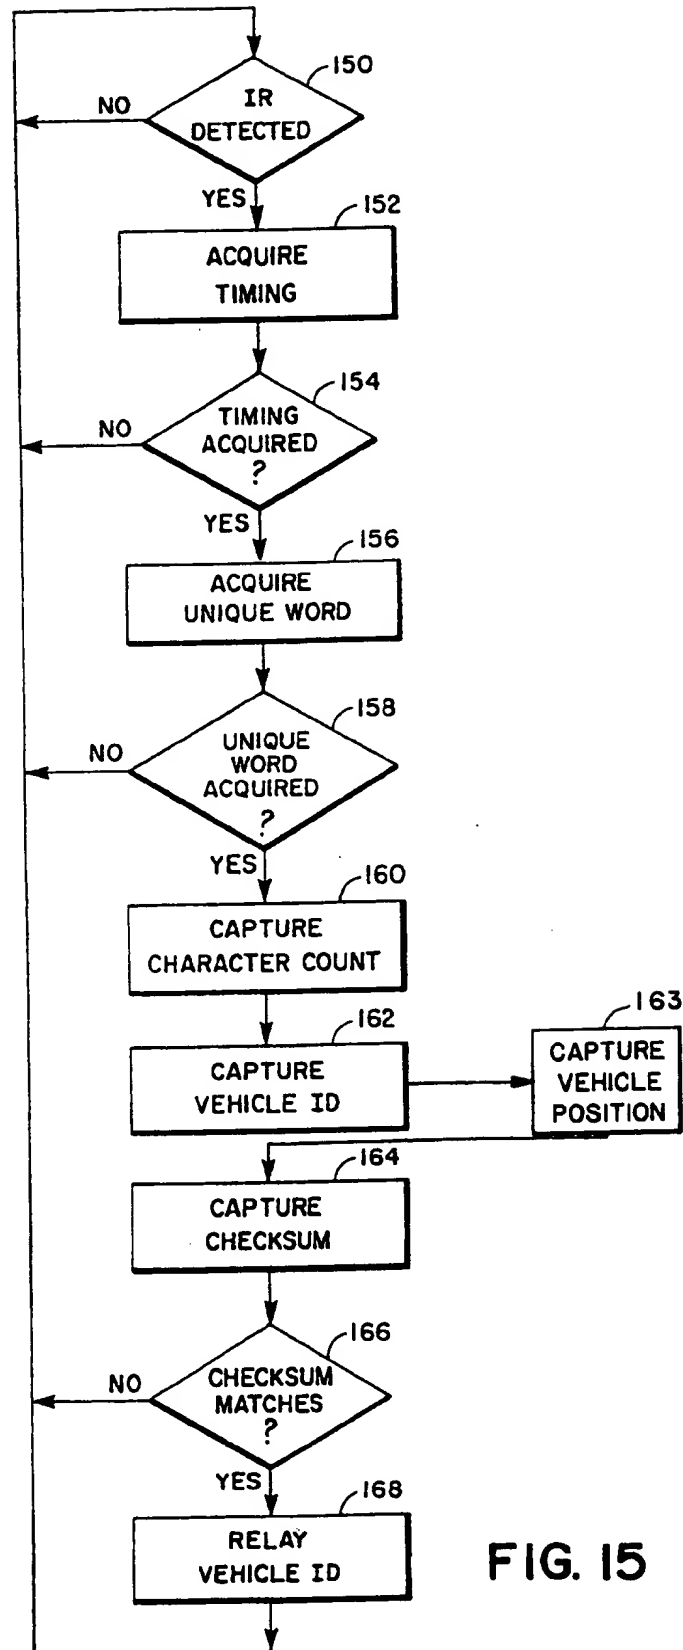 150
IR
DETECTED
NO
YES
152
ACQUIRE
TIMING
154
TIMING
ACQUIRED
?
NO
YES
156
ACQUIRE
UNIQUE WORD
158
UNIQUE
WORD
ACQUIRED
?
NO
YES
160
CAPTURE
CHARACTER COUNT
162
CAPTURE
VEHICLE ID
163
CAPTURE
VEHICLE
POSITION
164
CAPTURE
CHECKSUM
166
CHECKSUM
MATCHES
?
NO
YES
168
RELAY
VEHICLE ID
FIG. 15